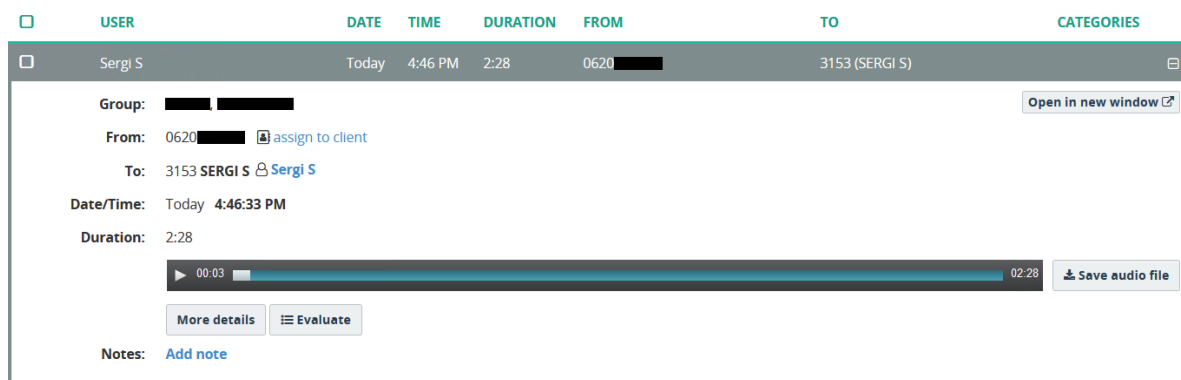 USER DATE TIME DURATION FROM TO CATEGORIES
Sergi S Today 4:46 PM 2:28 0620 3153 (SERGI S)
Group: , Open in new window
From: 0620 assign to client
To: 3153 SERGI S Sergi S
Date/Time: Today 4:46:33 PM
Duration: 2:28
00:03 02:28 Save audio file
More details Evaluate
Notes: Add note